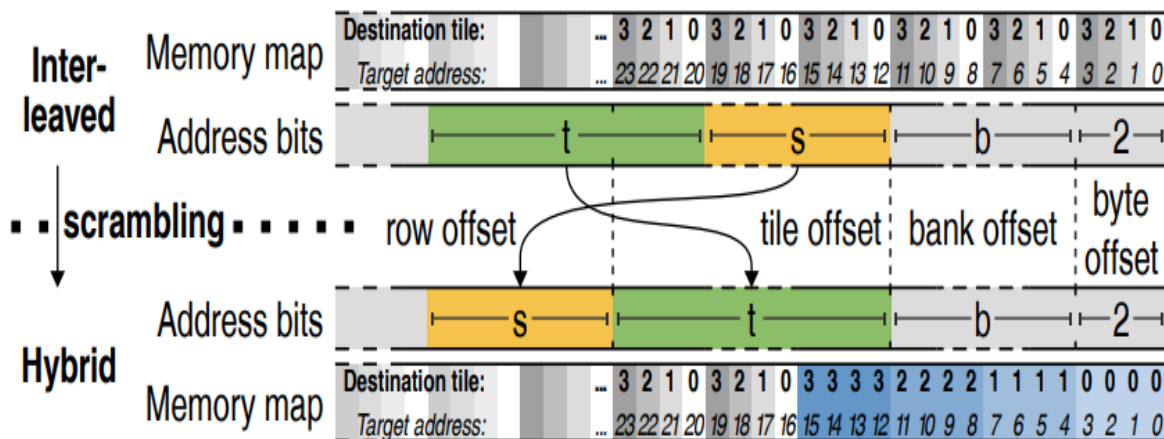 Destination tile: ... 3 2 1 0 3 2 1 0 3 2 1 0 3 2 1 0 3 2 1 0 3 2 1 0
Memory map
Target address: ... 23 22 21 20 19 18 17 16 15 14 13 12 11 10 9 8 7 6 5 4 3 2 1 0
Inter-
leaved
Address bits t s b 2
scrambling
row offset tile offset bank offset byte
offset
Address bits s t b 2
Hybrid
Destination tile: ... 3 2 1 0 3 2 1 0 3 3 3 3 2 2 2 2 1 1 1 1 0 0 0 0
Memory map
Target address: ... 23 22 21 20 19 18 17 16 15 14 13 12 11 10 9 8 7 6 5 4 3 2 1 0